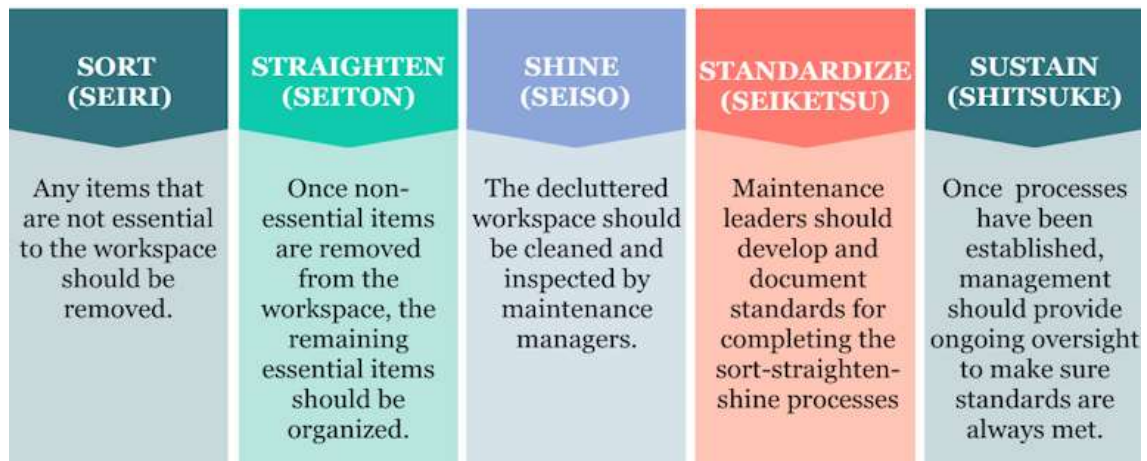 SORT
(SEIRI)
Any items that
are not essential
to the workspace
should be
removed.
STRAIGHTEN
(SEITON)
Once non-
essential items
are removed
from the
workspace, the
remaining
essential items
should be
organized.
SHINE
(SEISO)
The decluttered
workspace should
be cleaned and
inspected by
maintenance
managers.
STANDARDIZE
(SEIKETSU)
Maintenance
leaders should
develop and
document
standards for
completing the
sort-straighten-
shine processes
SUSTAIN
(SHITSUKE)
Once processes
have been
established,
management
should provide
ongoing oversight
to make sure
standards are
always met.